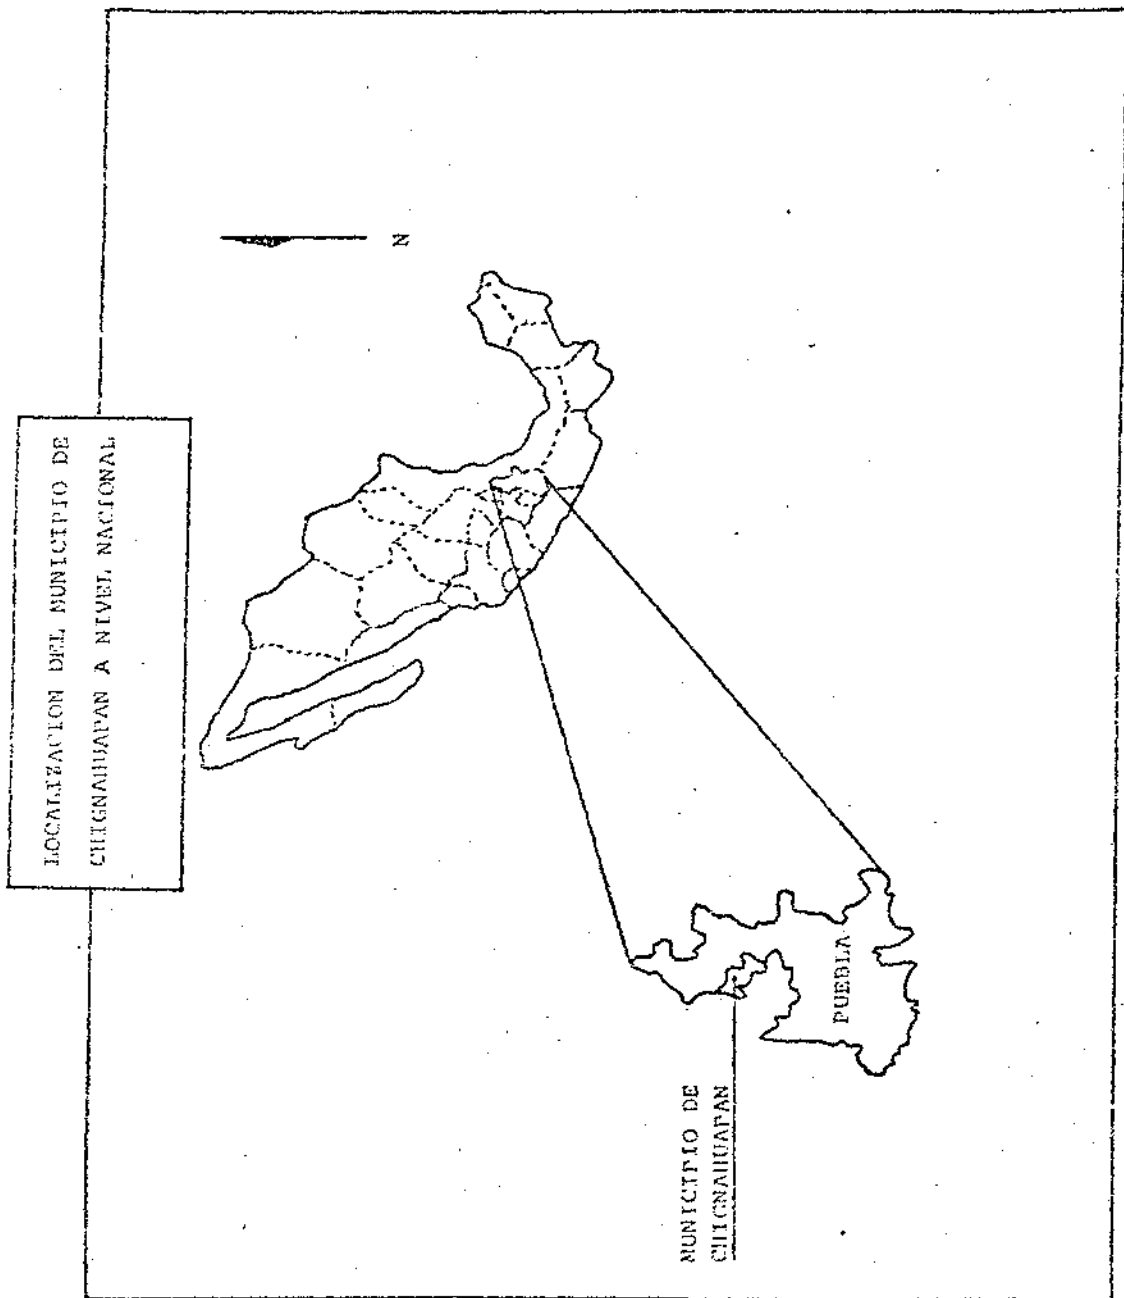 LOCALIZACION DEL MUNICIPIO DE
CHIGNAHUAPAN A NIVEL NACIONAL
N
PUEBLA
MUNICIPIO DE
CHIGNAHUAPAN